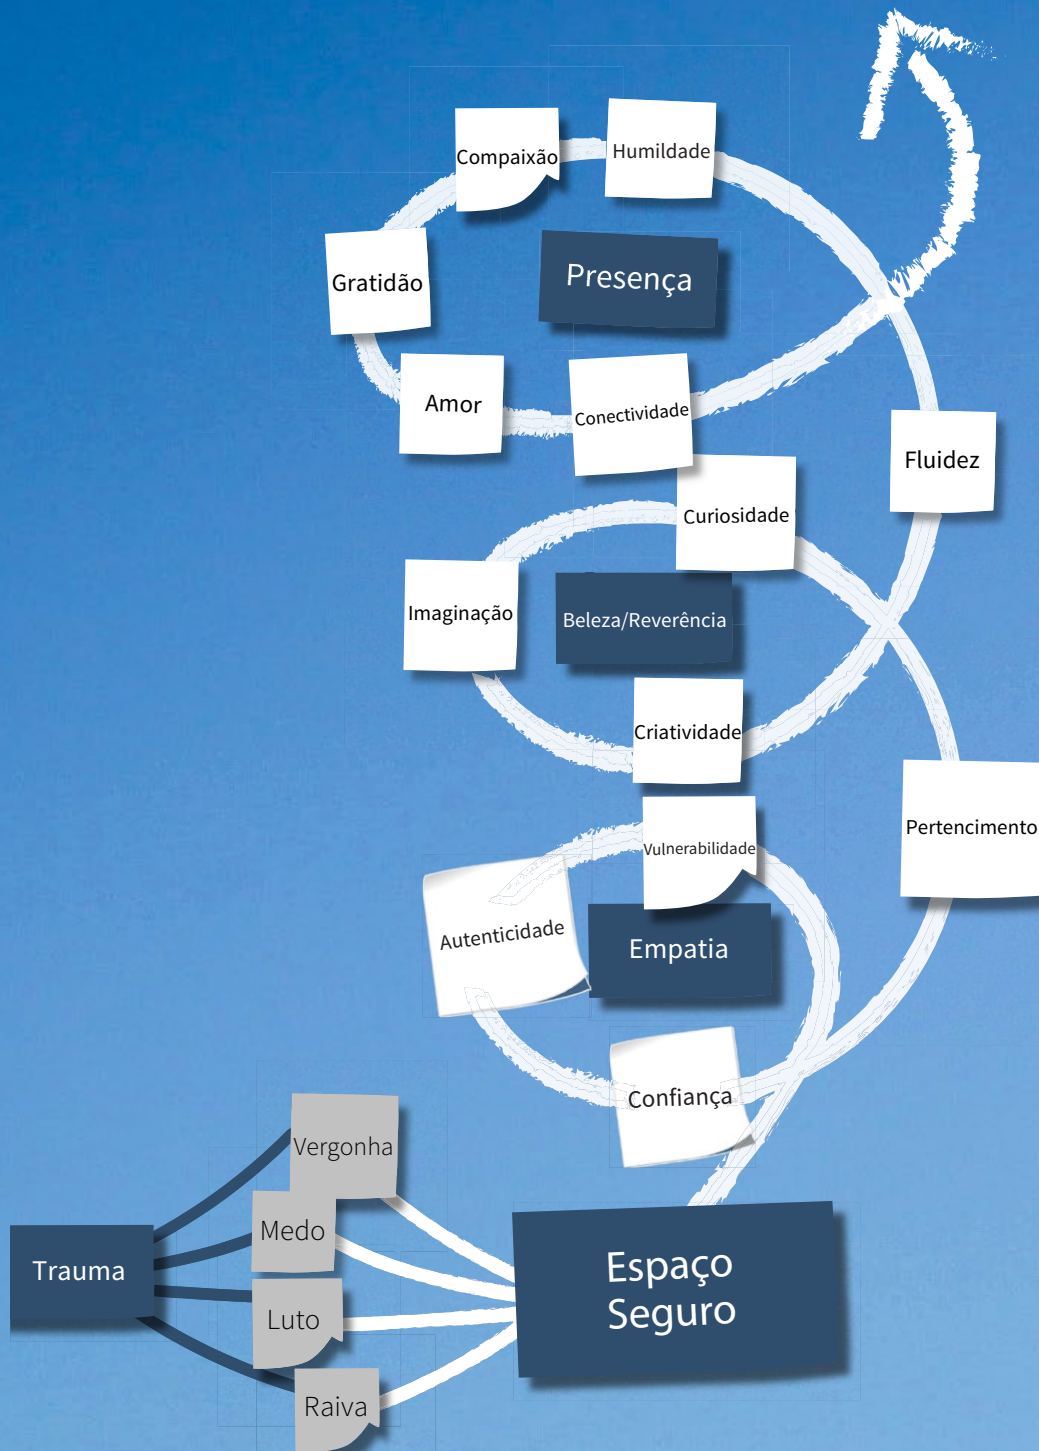 Compaixão
Humildade
Gratidão
Presença
Amor
Conectividade
Fluidez
Curiosidade
Imaginação
Beleza/Reverência
Criatividade
Pertencimento
Vulnerabilidade
Autenticidade
Empatia
Confiança
Vergonha
Medo
Trauma
Luto
Raiva
Espaço
Seguro